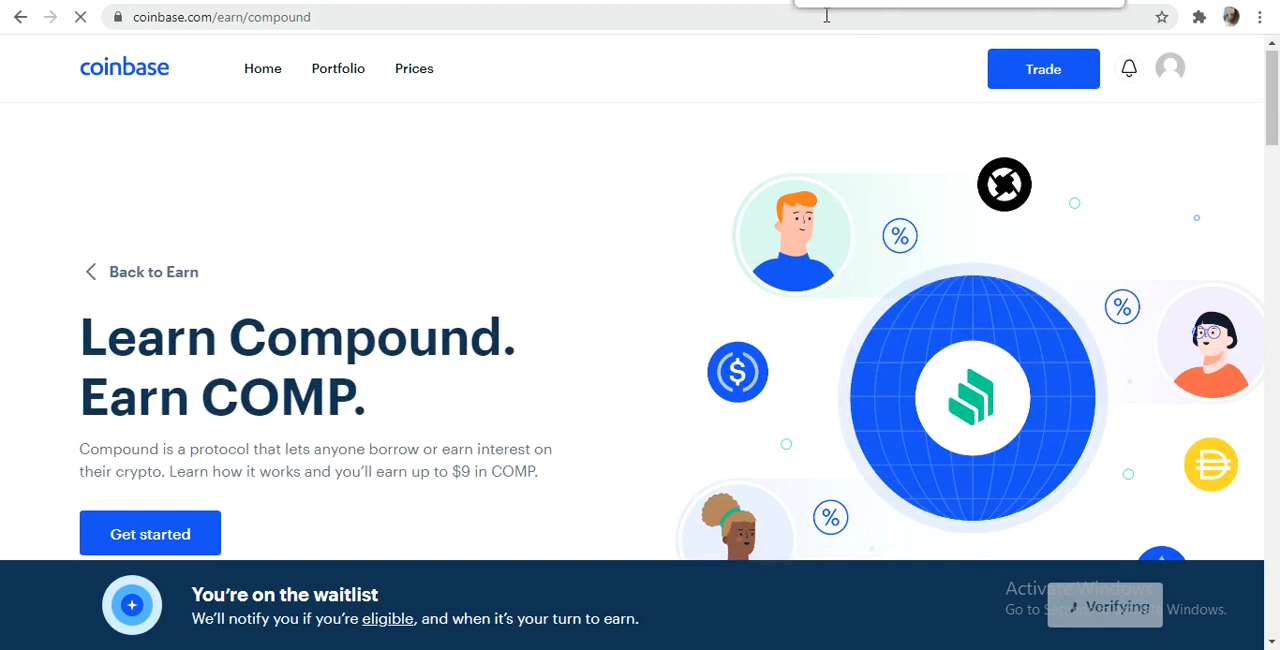 coinbase.com/earn/compound
coinbase
Home
Portfolio
Prices
Trade
Back to Earn
Learn Compound.
Earn COMP.
Compound is a protocol that lets anyone borrow or earn interest on
their crypto. Learn how it works and you'll earn up to $9 in COMP.
Get started
You're on the waitlist
We'll notify you if you're eligible, and when it's your turn to earn.
Activate Windows
Verifying